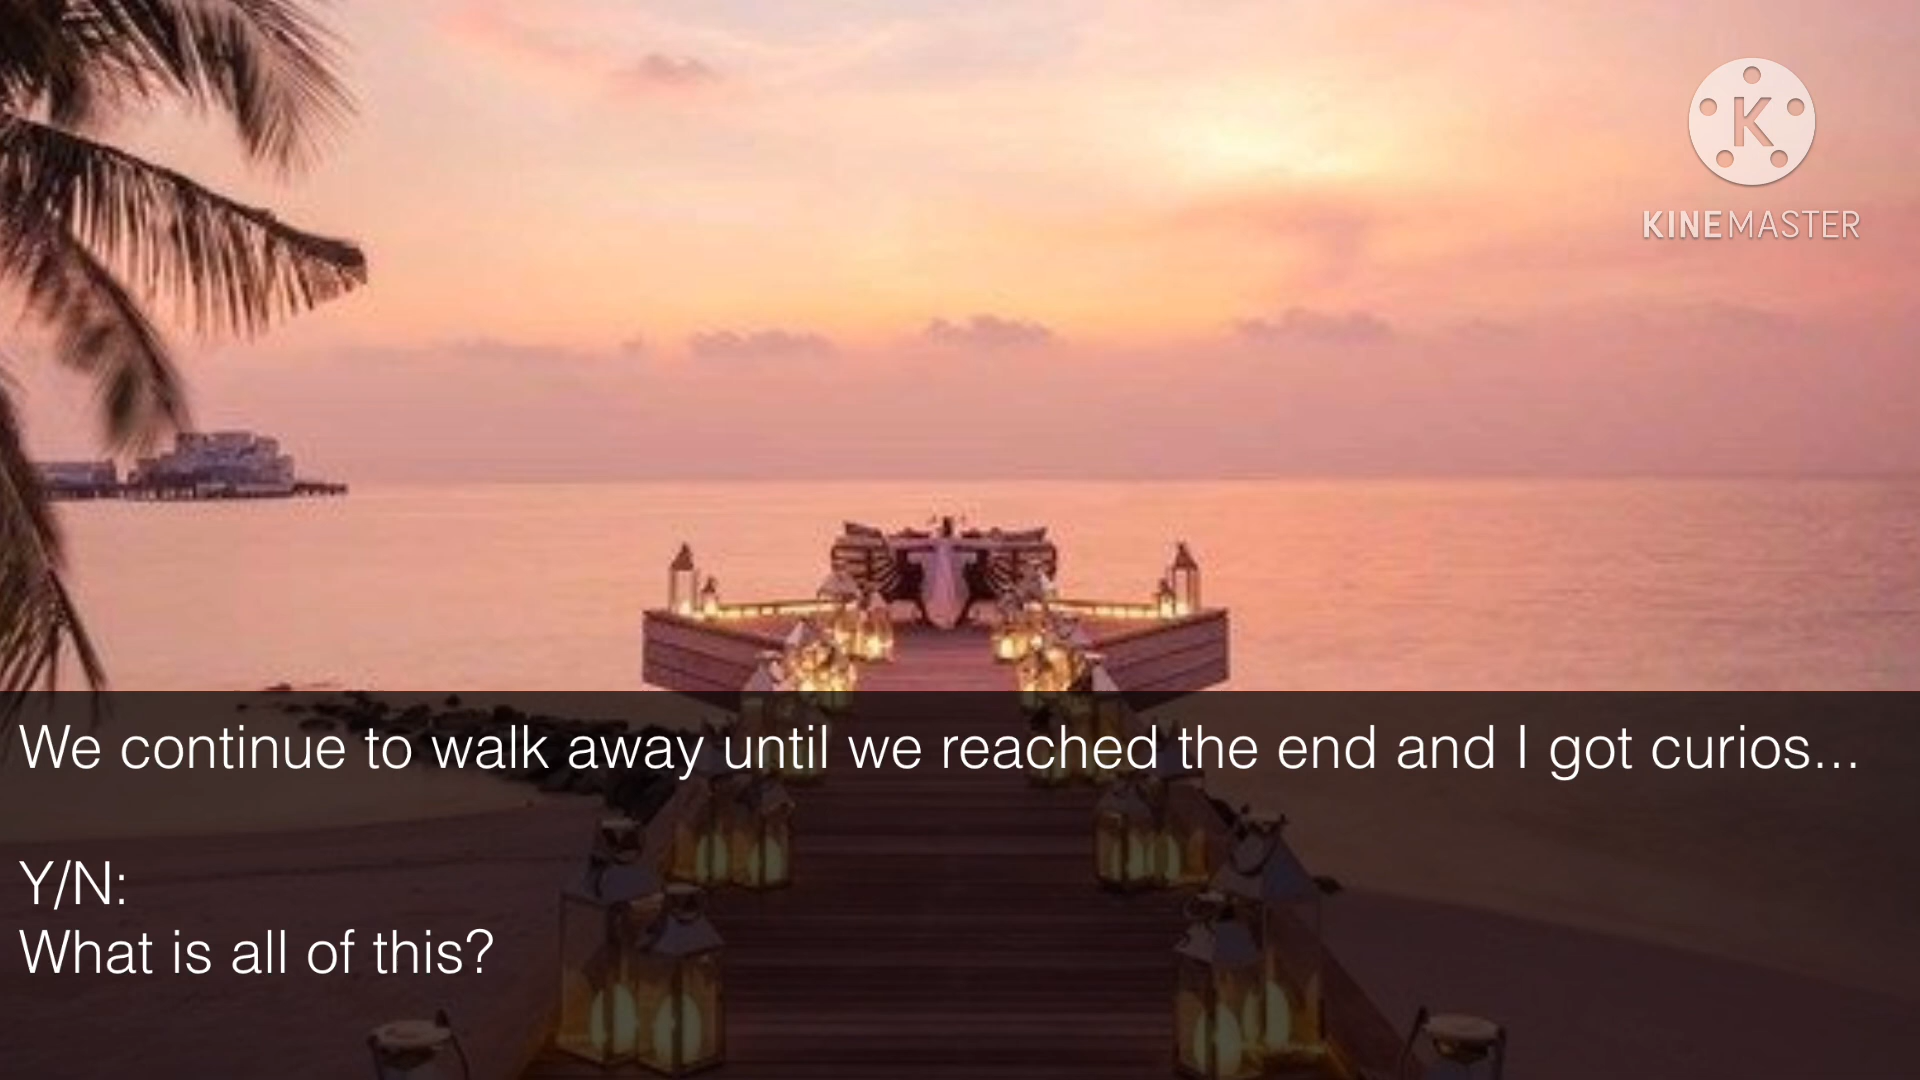 K
KINEMASTER
We continue to walk away until we reached the end and I got curios...
Y/N:
What is all of this?